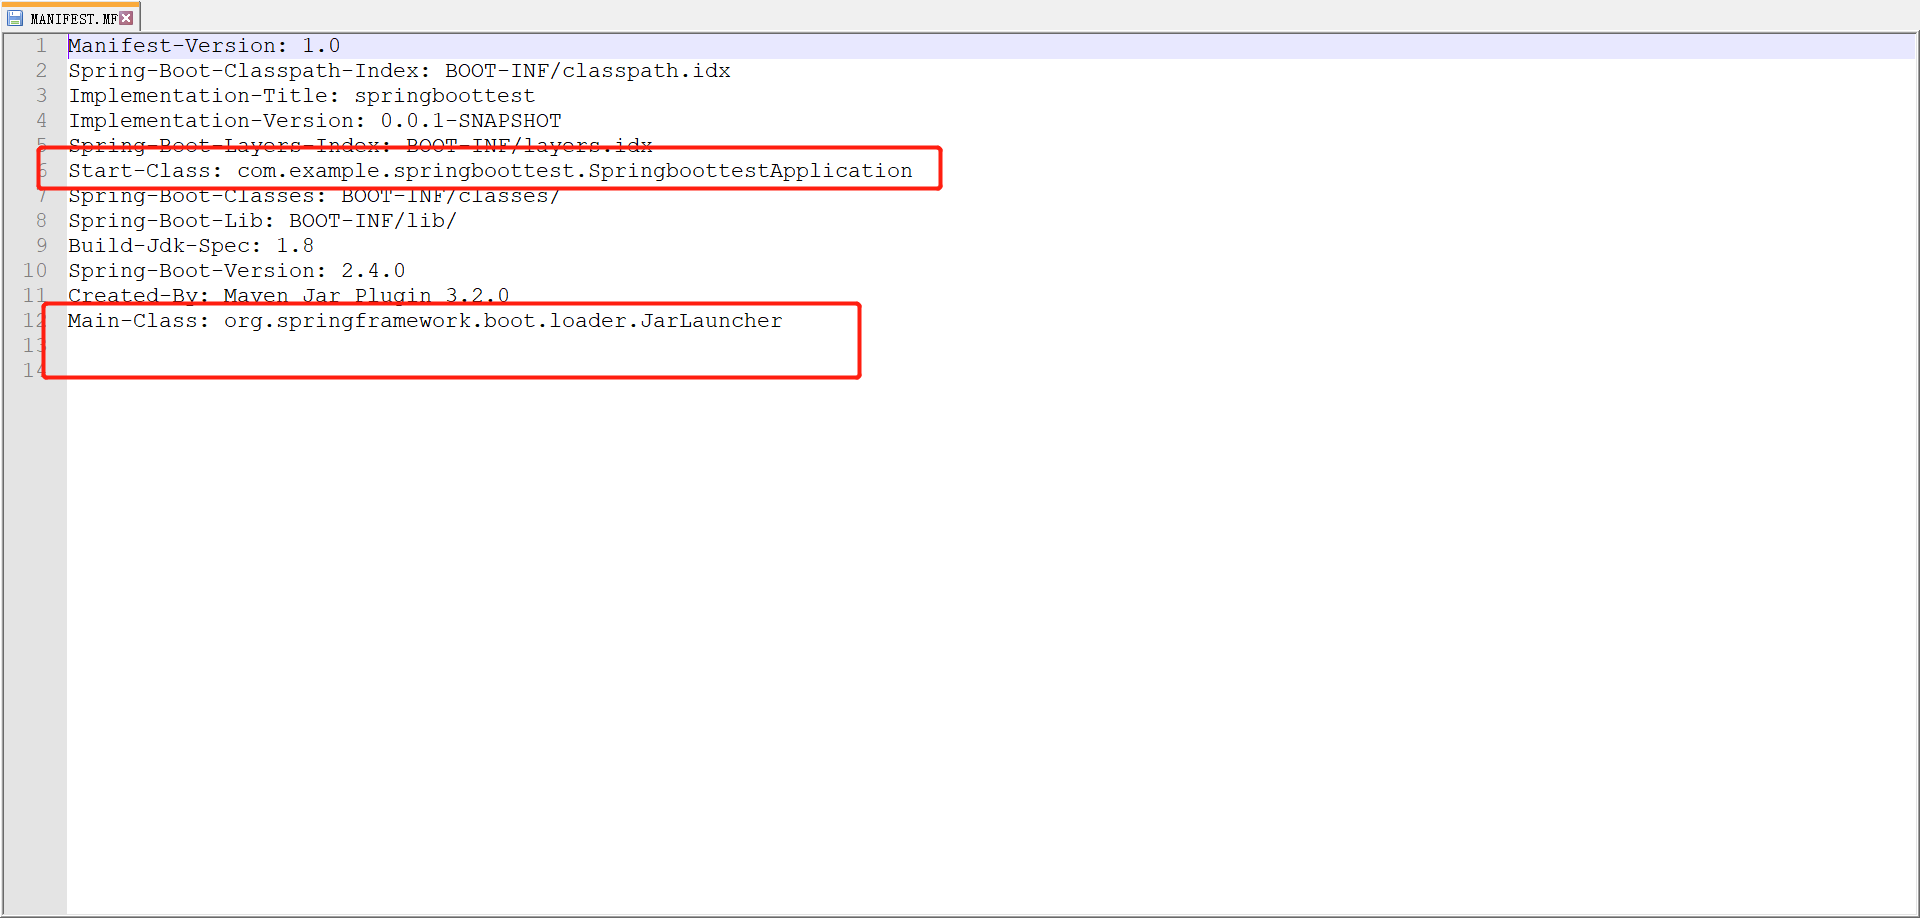 MANIFEST.MF
1 Manifest-Version: 1.0
2 Spring-Boot-Classpath-Index: BOOT-INF/classpath.idx
3 Implementation-Title: springboottest
4 Implementation-Version: 0.0.1-SNAPSHOT
5 Spring-Boot-Layers-Index: BOOT-INF/layers.idx
6 Start-Class: com.example.springboottest.SpringboottestApplication
7 Spring-Boot-Classes: BOOT-INF/classes/
8 Spring-Boot-Lib: BOOT-INF/lib/
9 Build-Jdk-Spec: 1.8
10 Spring-Boot-Version: 2.4.0
11 Created-By: Maven Jar Plugin 3.2.0
12 Main-Class: org.springframework.boot.loader.JarLauncher
13
14